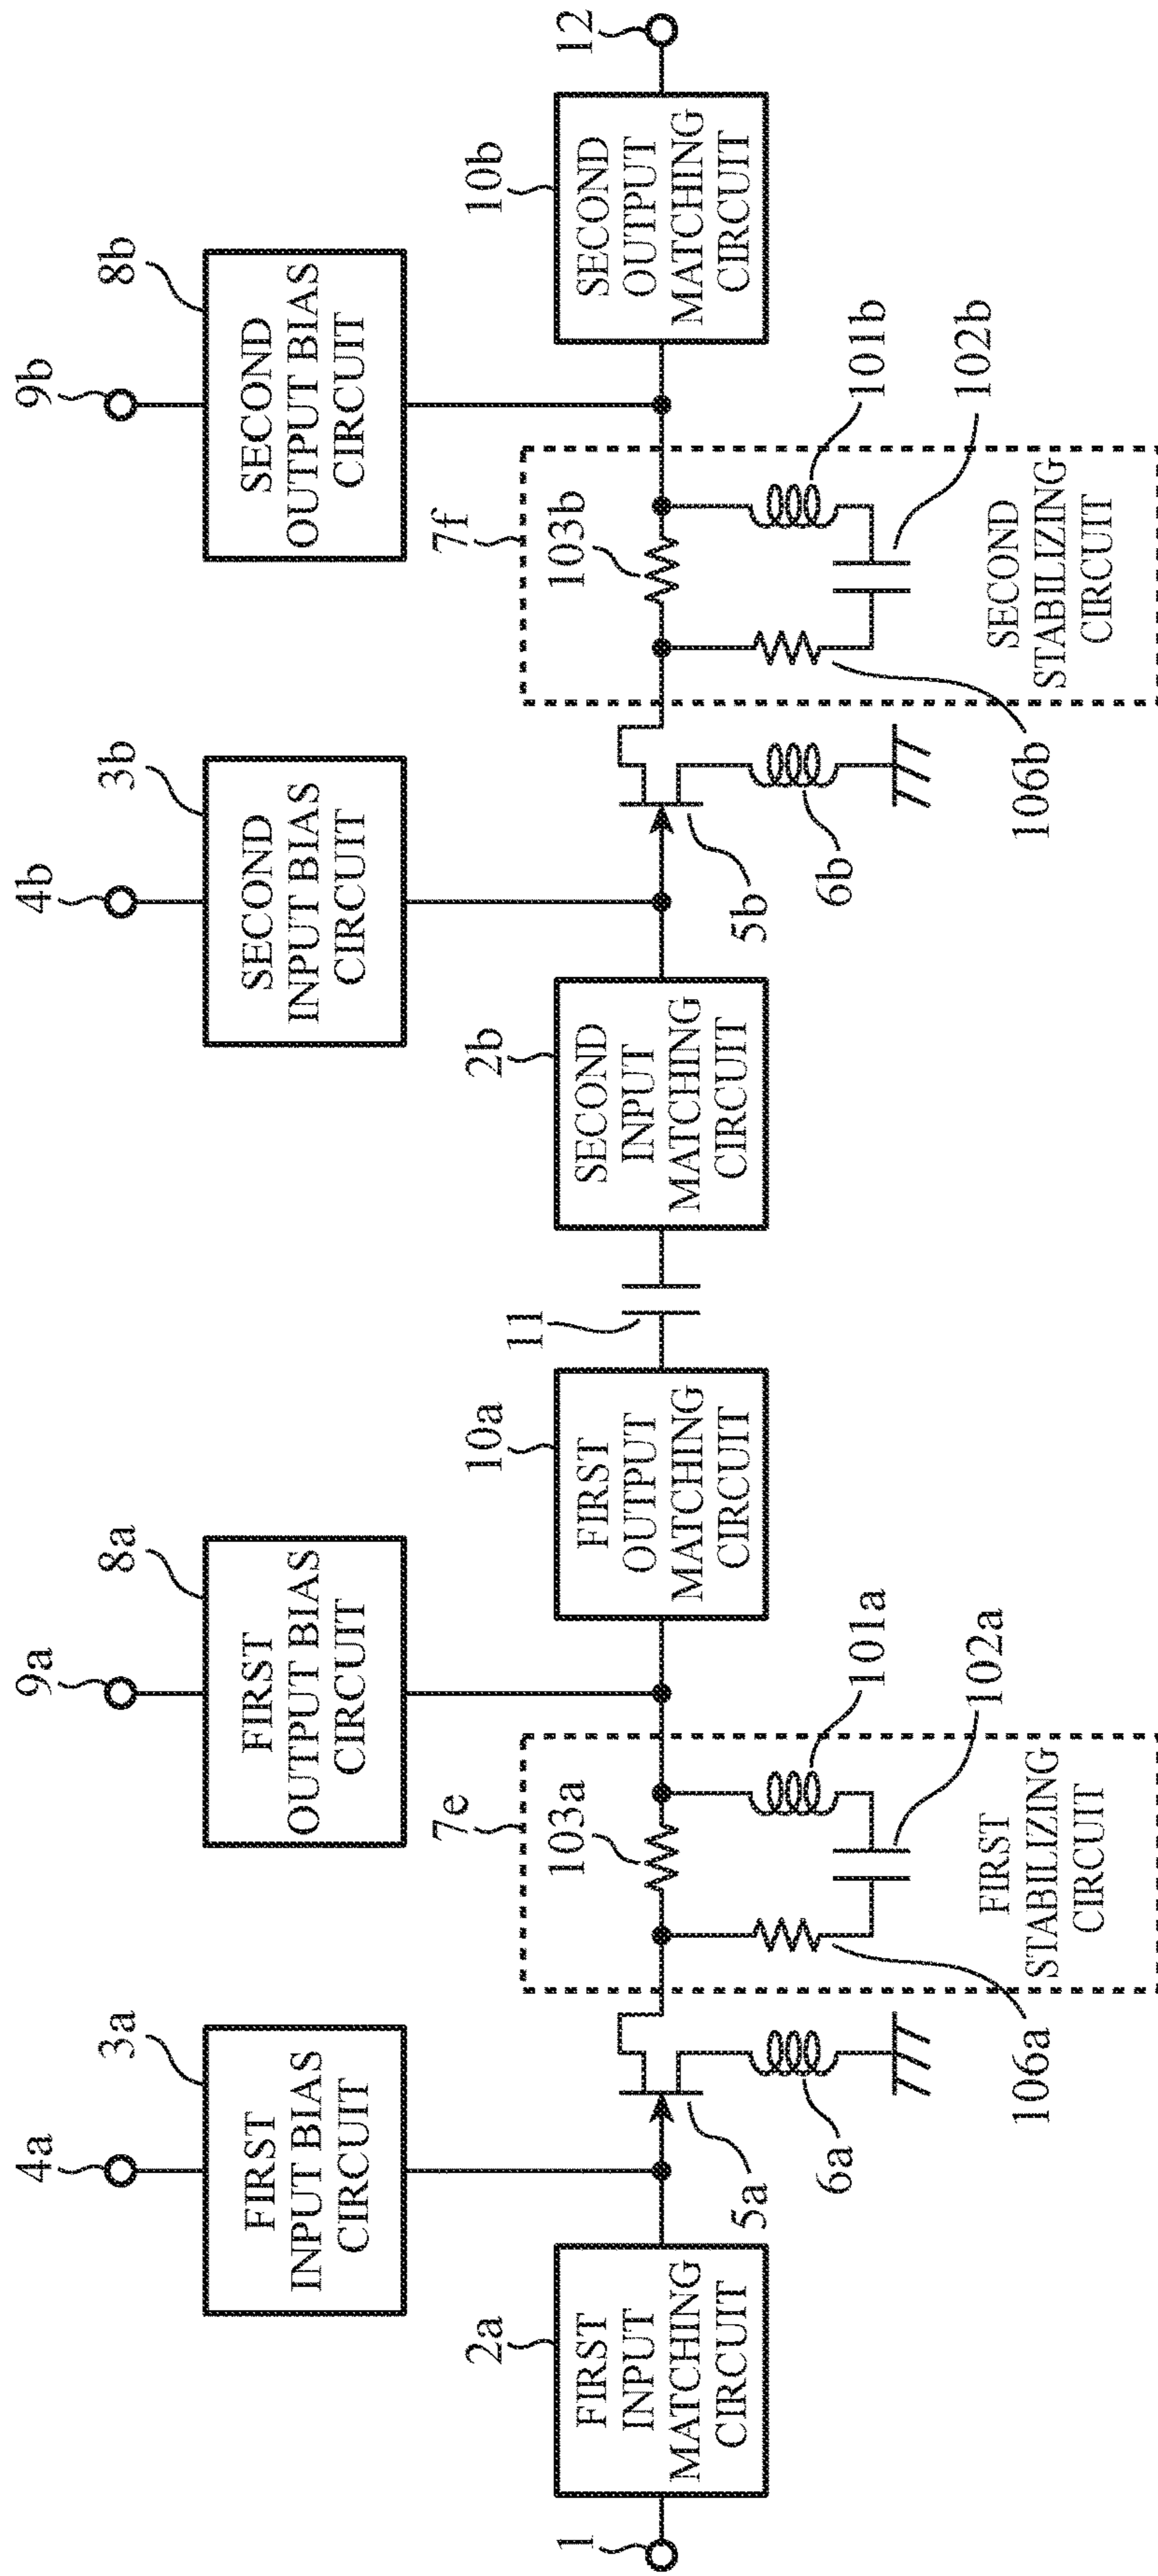 4a
3a
FIRST
INPUT BIAS
CIRCUIT
9a
8a
FIRST
OUTPUT BIAS
CIRCUIT
4b
3b
SECOND
INPUT BIAS
CIRCUIT
9b
8b
SECOND
OUTPUT BIAS
CIRCUIT
1
2a
FIRST
INPUT
MATCHING
CIRCUIT
5a
6a
7e
103a
101a
102a
106a
FIRST
STABILIZING
CIRCUIT
10a
FIRST
OUTPUT
MATCHING
CIRCUIT
11
2b
SECOND
INPUT
MATCHING
CIRCUIT
5b
6b
7f
103b
101b
102b
106b
SECOND
STABILIZING
CIRCUIT
10b
SECOND
OUTPUT
MATCHING
CIRCUIT
12